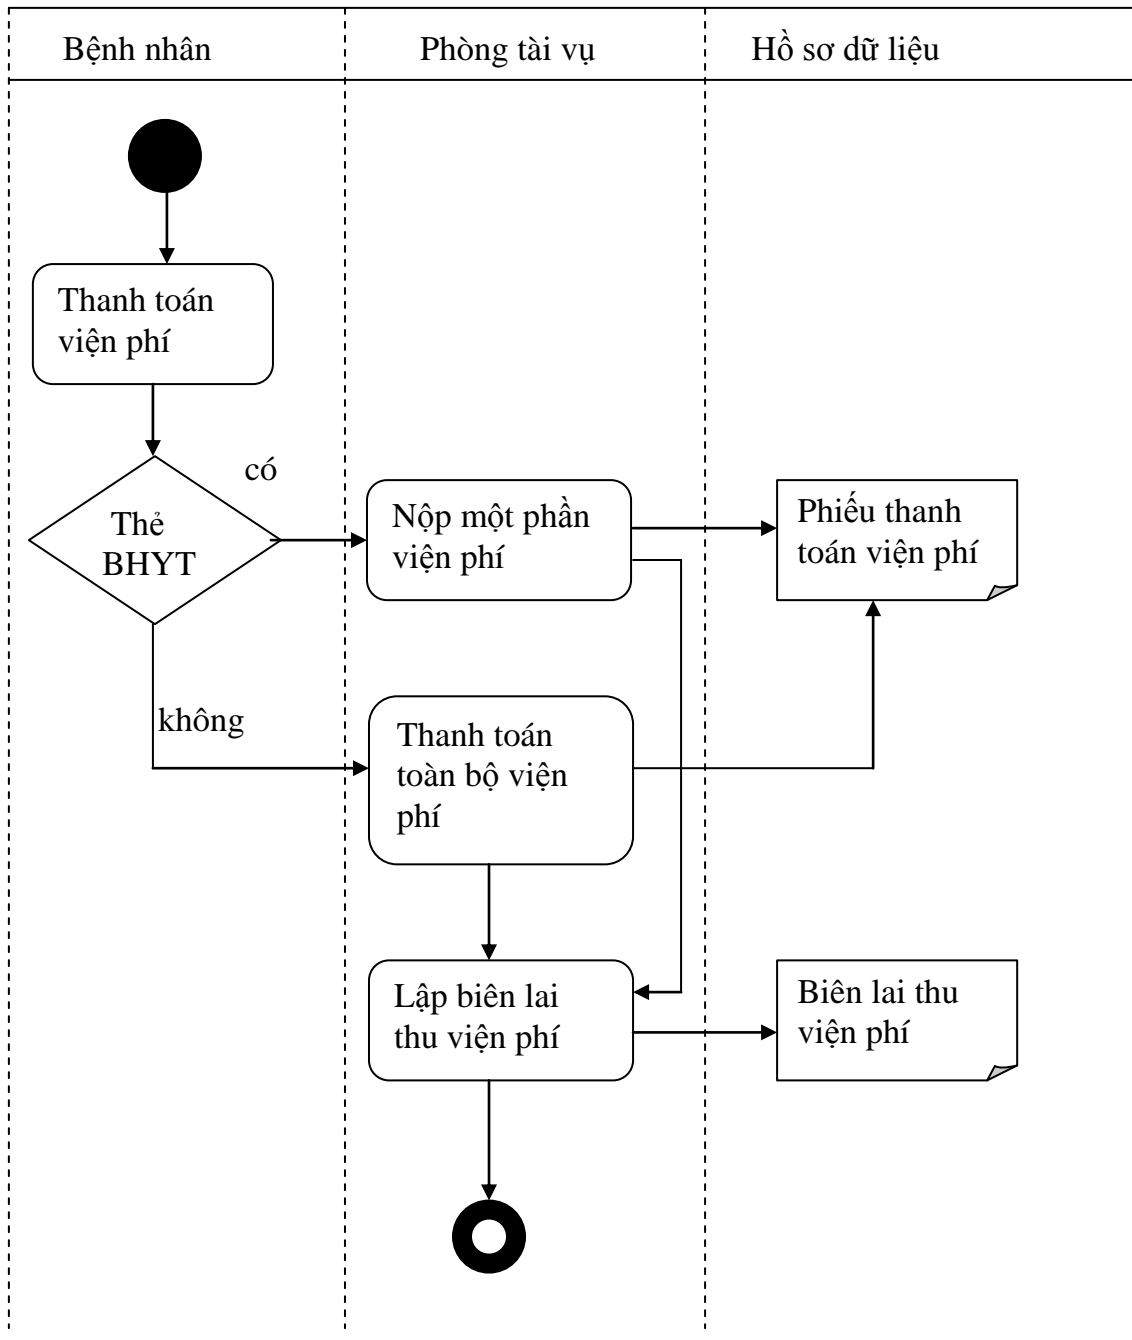 Bệnh nhân
Phòng tài vụ
Hồ sơ dữ liệu
Thanh toán
viện phí
có
Thẻ
BHYT
Nộp một phần
viện phí
Phiếu thanh
toán viện phí
không
Thanh toán
toàn bộ viện
phí
Lập biên lai
thu viện phí
Biên lai thu
viện phí